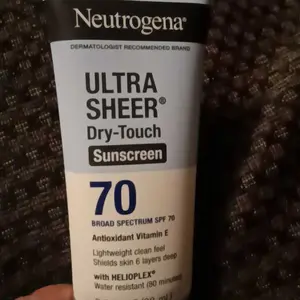 Neutrogena®
DERMATOLOGIST RECOMMENDED BRAND
ULTRA
SHEER®
Dry-Touch
Sunscreen
70
BROAD SPECTRUM SPF 70
Antioxidant Vitamin E
Lightweight clean feel
Shields skin 6 layers deep
with HELIOPLEX®
Water resistant (80 minutes)